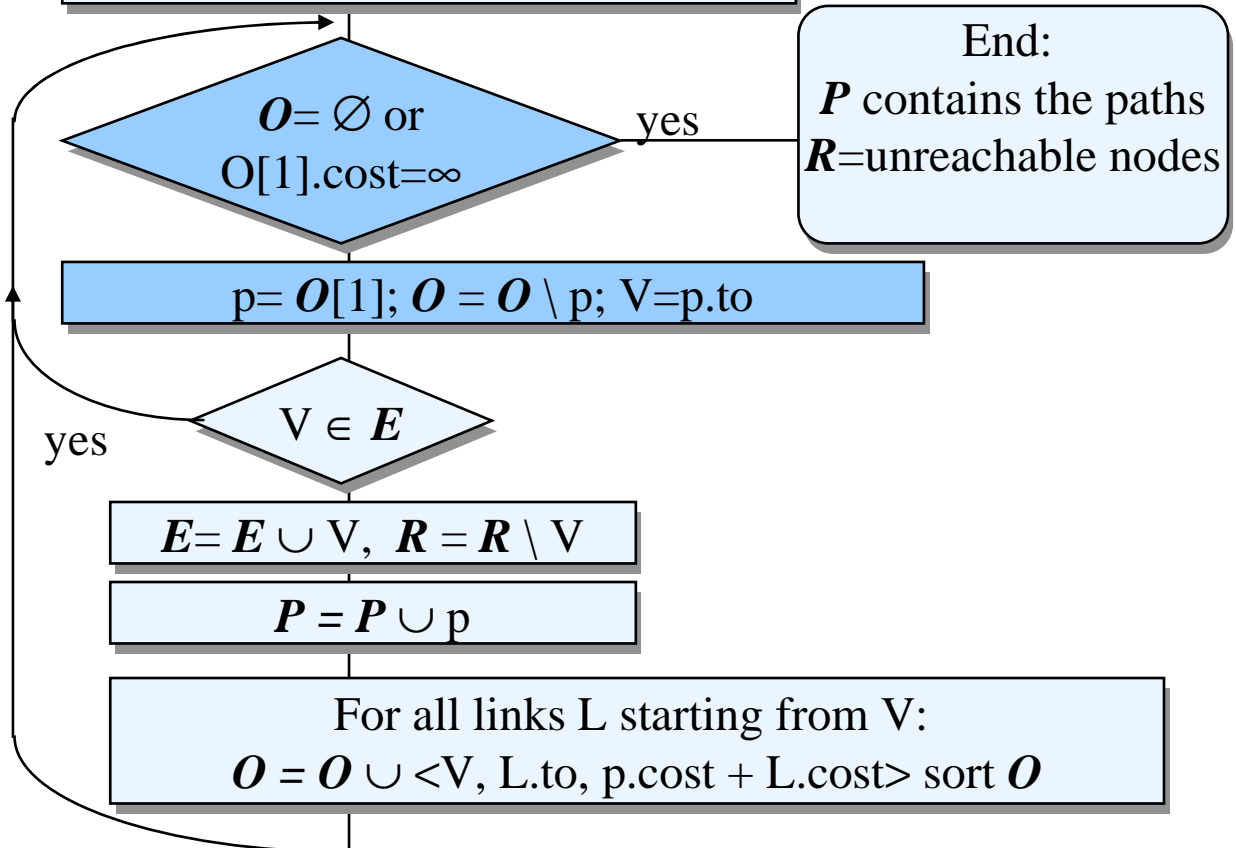 O= ∅ or
O[1].cost=∞
yes
End:
P contains the paths
R=unreachable nodes
p= O[1]; O = O \ p; V=p.to
V ∈ E
yes
E= E ∪ V, R = R \ V
P = P ∪ p
For all links L starting from V:
O = O ∪ <V, L.to, p.cost + L.cost> sort O